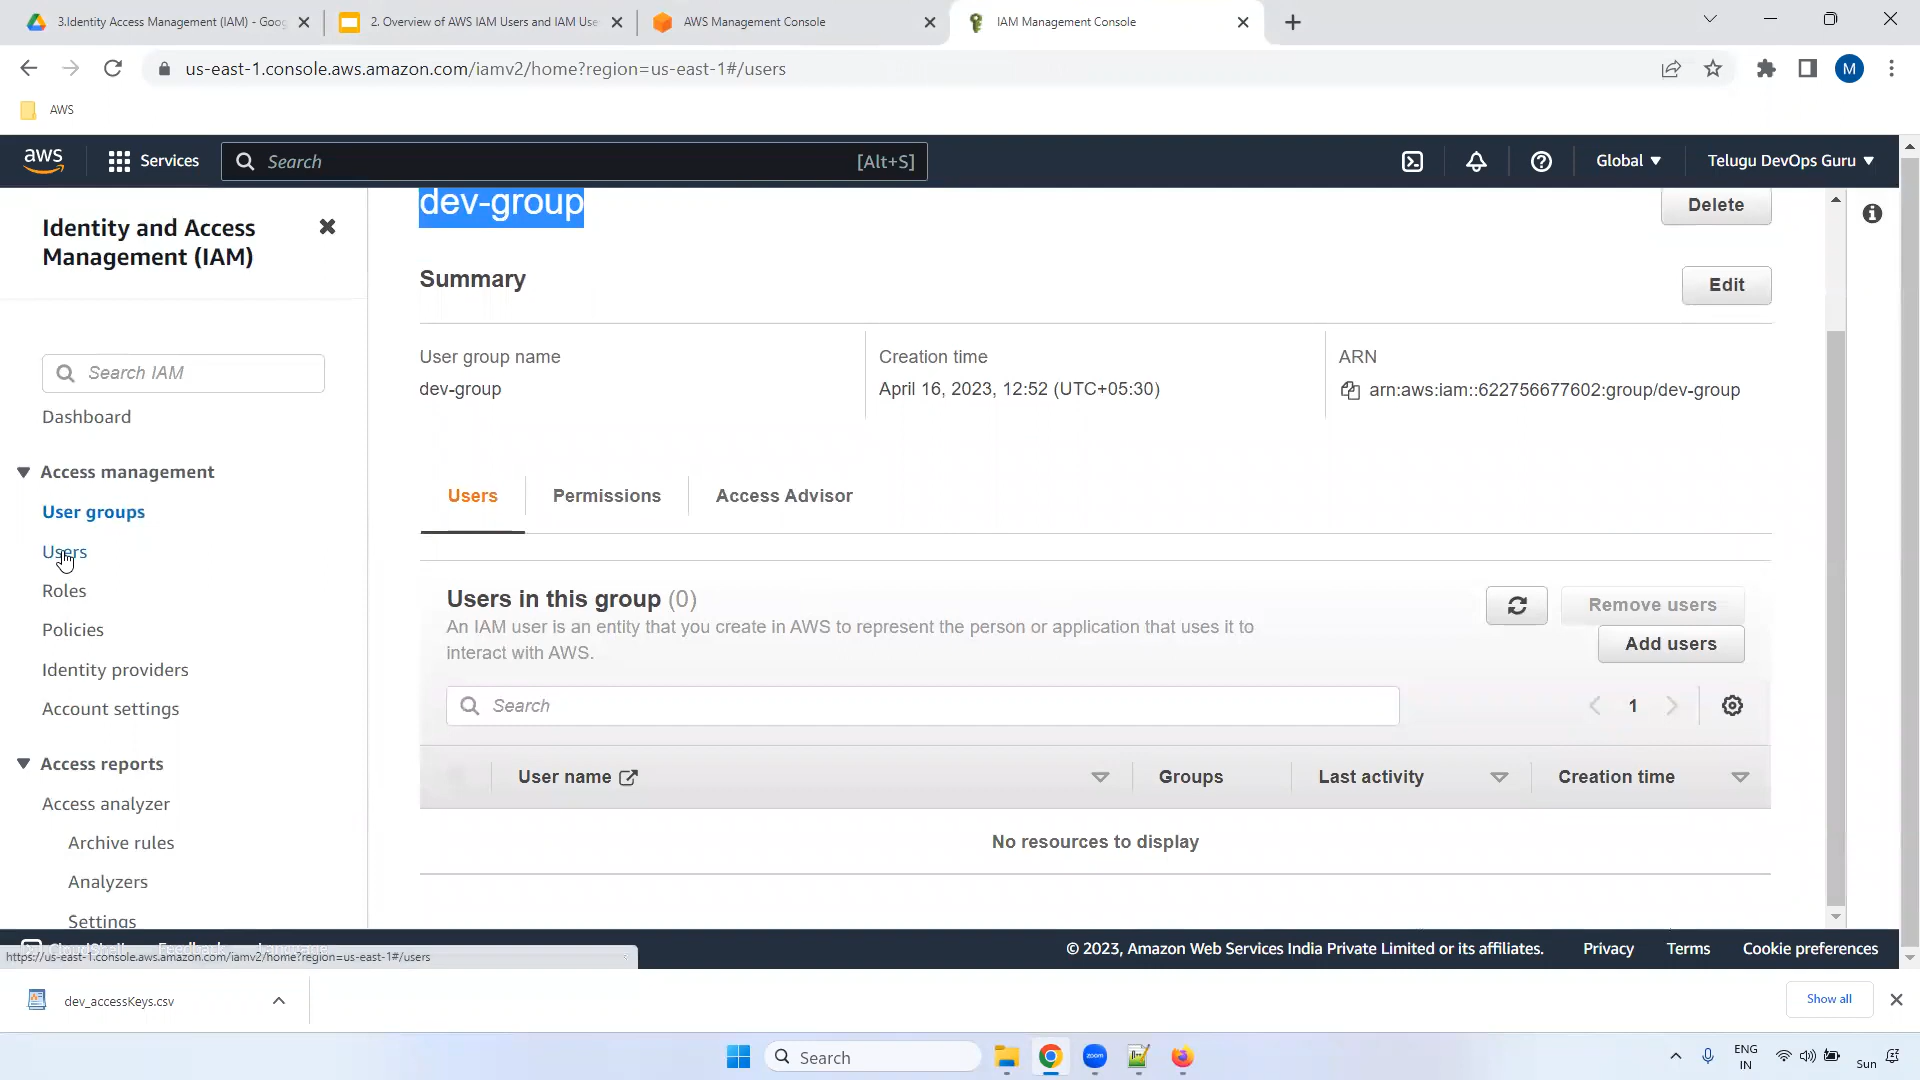 3.Identity Access Management (IAM) - Goog
2. Overview of AWS IAM Users and IAM Use
AWS Management Console
IAM Management Console
us-east-1.console.aws.amazon.com/iamv2/home?region=us-east-1#/users
M
AWS
aws
Services
Search
[Alt+S]
Global
Telugu DevOps Guru
Identity and Access
Management (IAM)
Search IAM
Dashboard
Access management
User groups
Users
Roles
Policies
Identity providers
Account settings
Access reports
Access analyzer
Archive rules
Analyzers
Settings
dev-group
Delete
Summary
Edit
User group name
dev-group
Creation time
April 16, 2023, 12:52 (UTC+05:30)
ARN
arn:aws:iam::622756677602:group/dev-group
Users
Permissions
Access Advisor
Users in this group (0)
An IAM user is an entity that you create in AWS to represent the person or application that uses it to
interact with AWS.
Remove users
Add users
Search
1
User name
Groups
Last activity
Creation time
No resources to display
CloudShell
Feedback
Language
© 2023, Amazon Web Services India Private Limited or its affiliates.
Privacy
Terms
Cookie preferences
https://us-east-1.console.aws.amazon.com/iamv2/home?region=us-east-1#/users
dev_accessKeys.csv
Show all
Search
zoom
ENG
IN
Sun